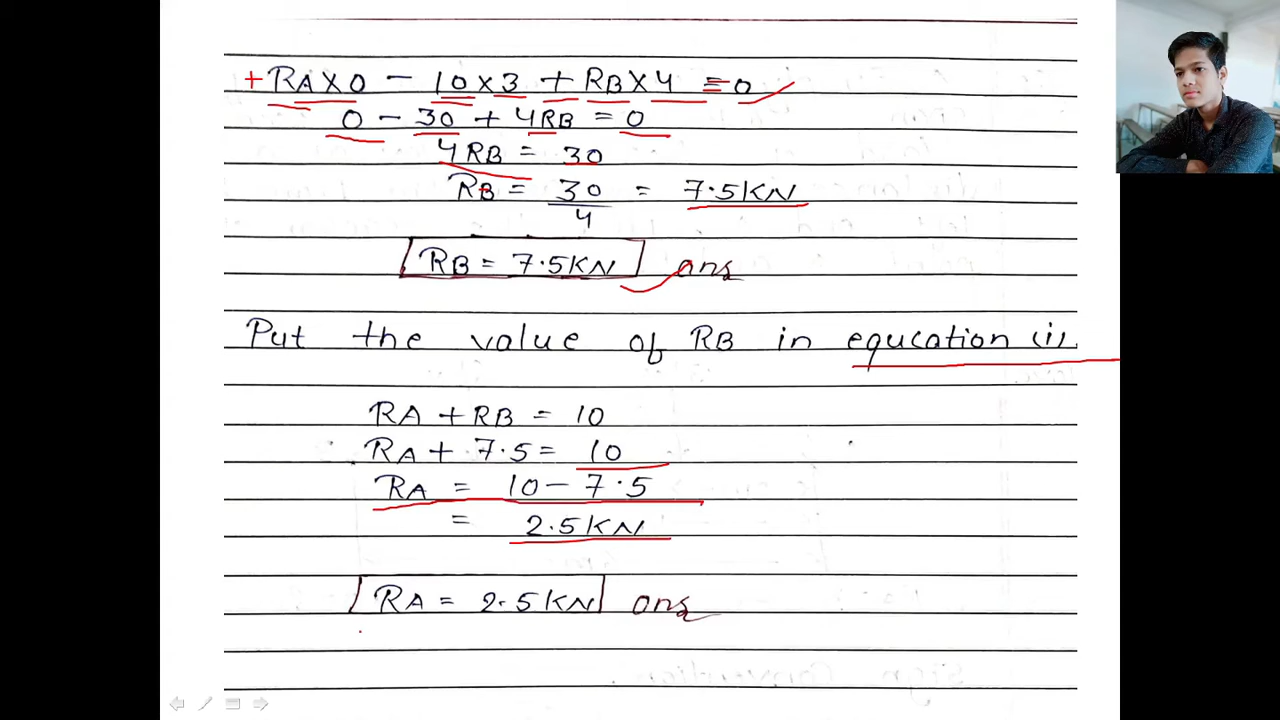 +RA×0 - 10×3 + RB×4 = 0
0 - 30 + 4RB = 0
4RB = 30
RB = 30/4 = 7.5KN
RB = 7.5KN ans
Put the value of RB in equcation (i)
RA + RB = 10
RA + 7.5 = 10
RA = 10 - 7.5
= 2.5KN
RA = 2.5KN ans